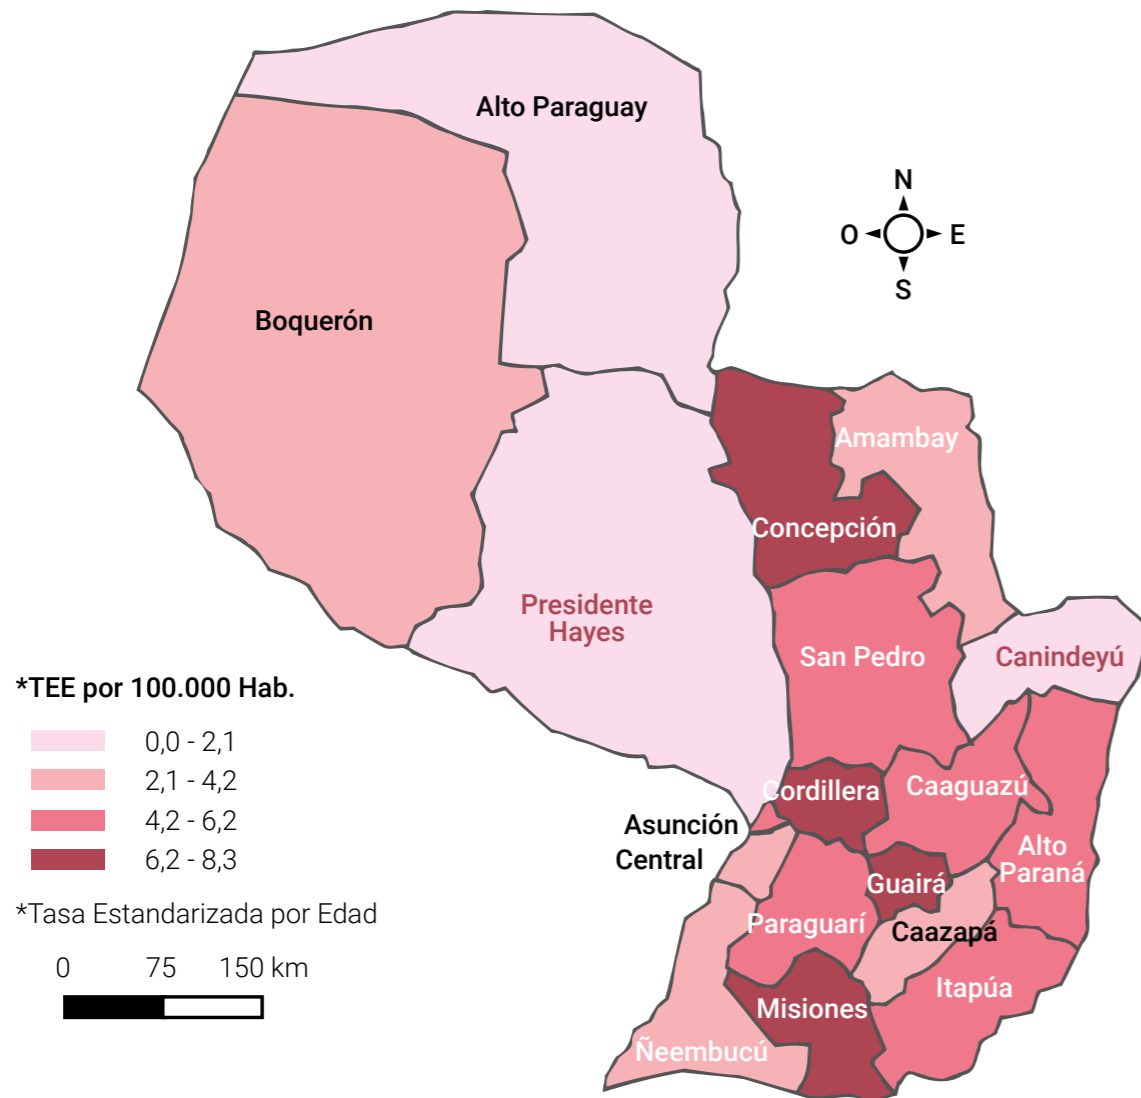 Alto Paraguay
N
O
E
S
Boquerón
Amambay
Concepción
Presidente
Hayes
San Pedro
Canindeyú
*TEE por 100.000 Hab.
0,0 - 2,1
2,1 - 4,2
4,2 - 6,2
6,2 - 8,3
*Tasa Estandarizada por Edad
0 75 150 km
Cordillera
Caaguazú
Asunción
Central
Alto
Paraná
Guairá
Paraguarí
Caazapá
Itapúa
Misiones
Ñeembucú